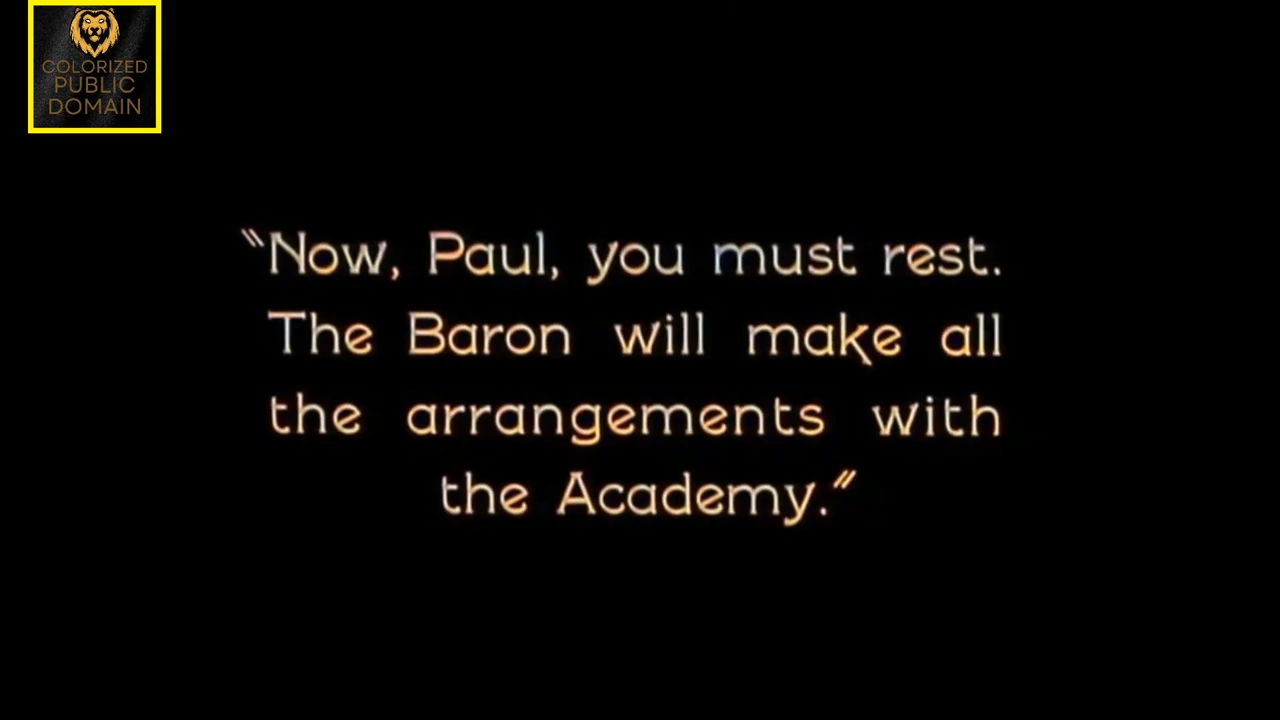 COLORIZED
PUBLIC
DOMAIN
"Now, Paul, you must rest.
The Baron will make all
the arrangements with
the Academy."